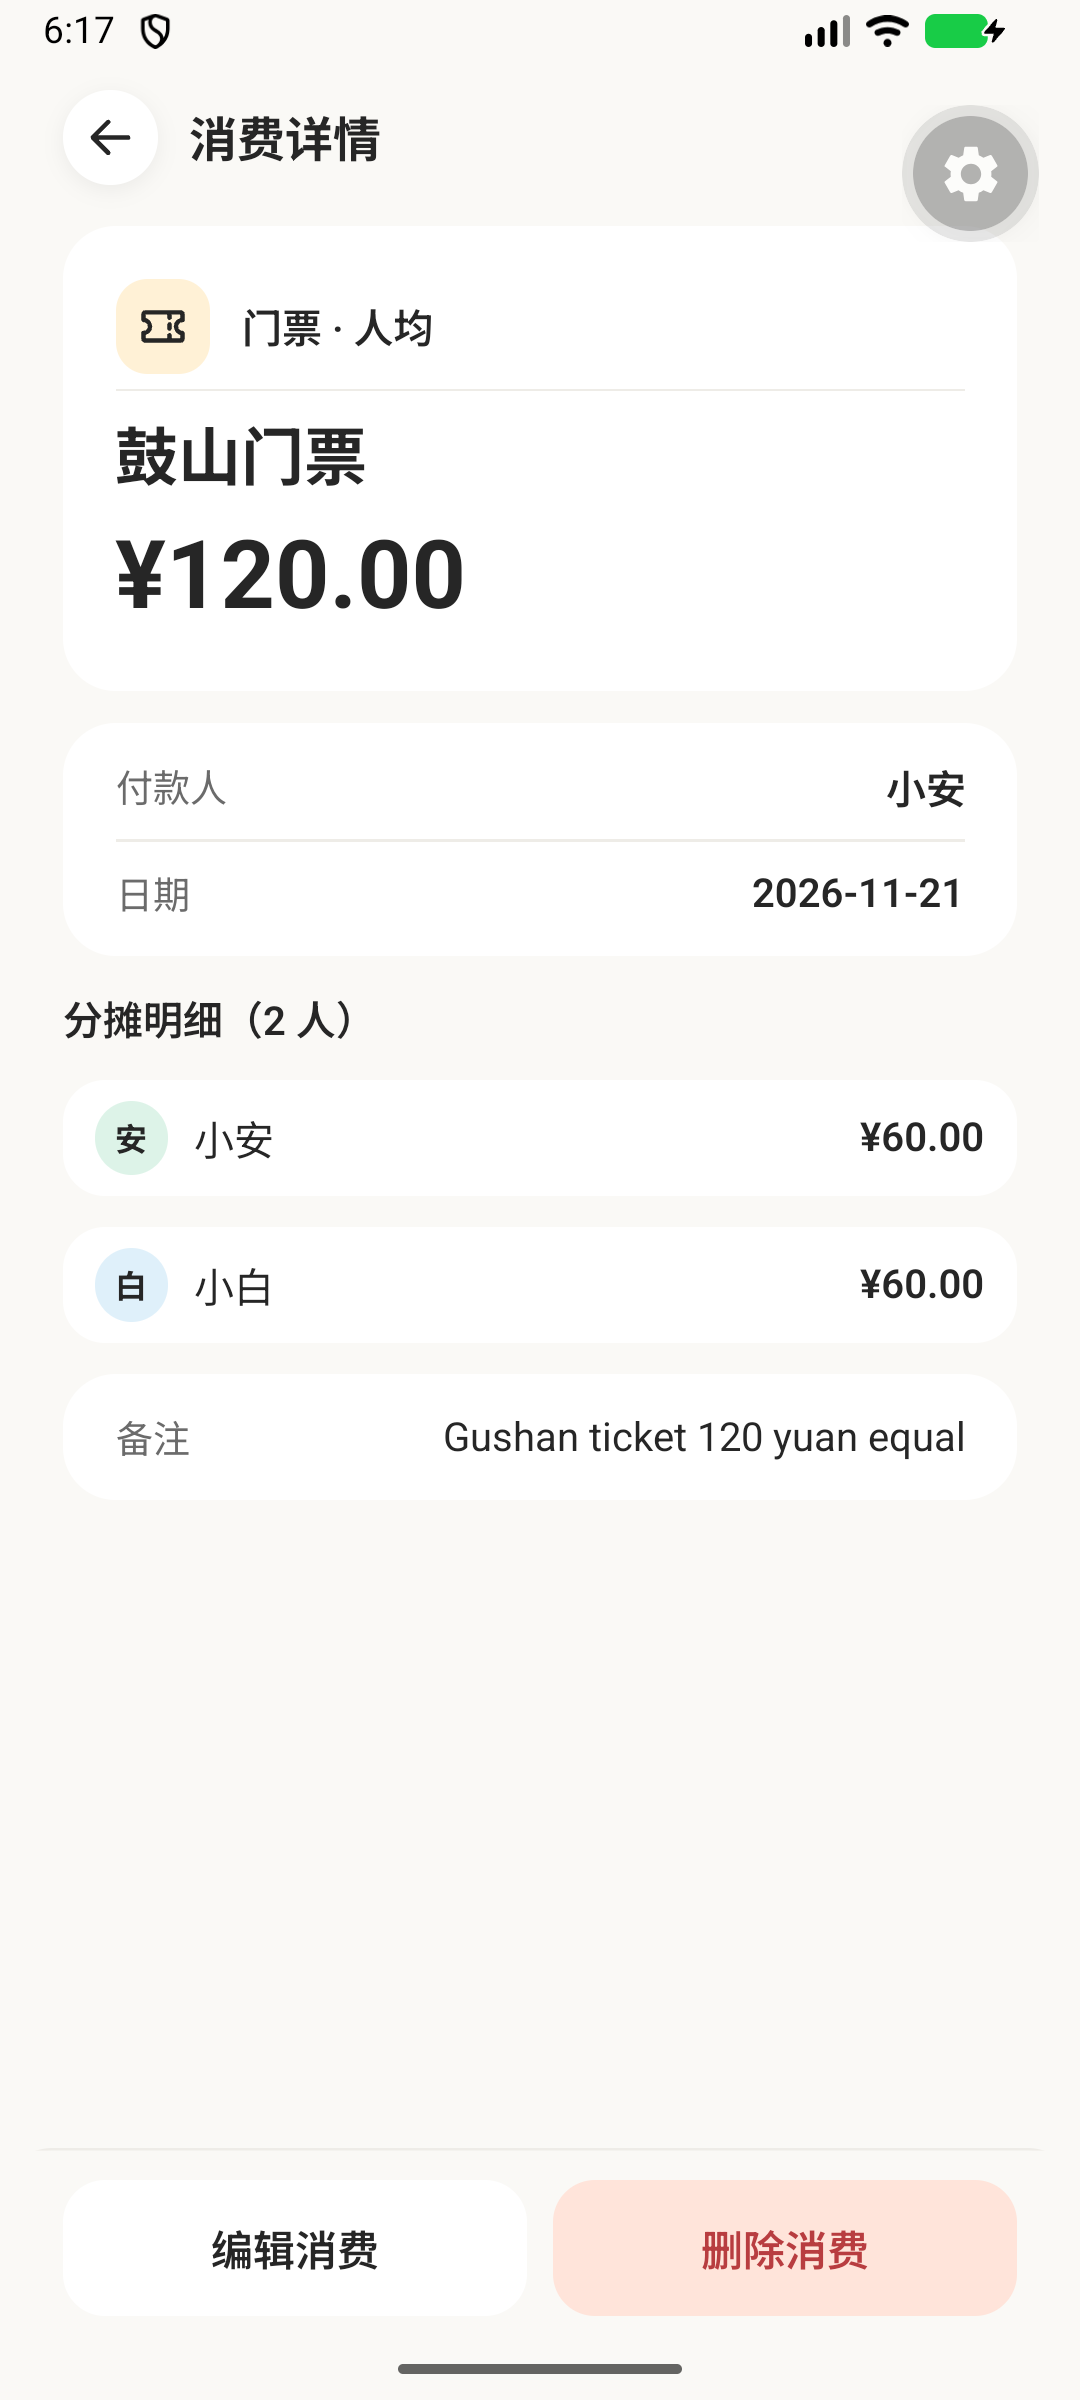 6:17
消费详情
门票 · 人均
鼓山门票
¥120.00
付款人 小安
日期 2026-11-21
分摊明细（2 人）
安 小安 ¥60.00
白 小白 ¥60.00
备注 Gushan ticket 120 yuan equal
编辑消费 删除消费